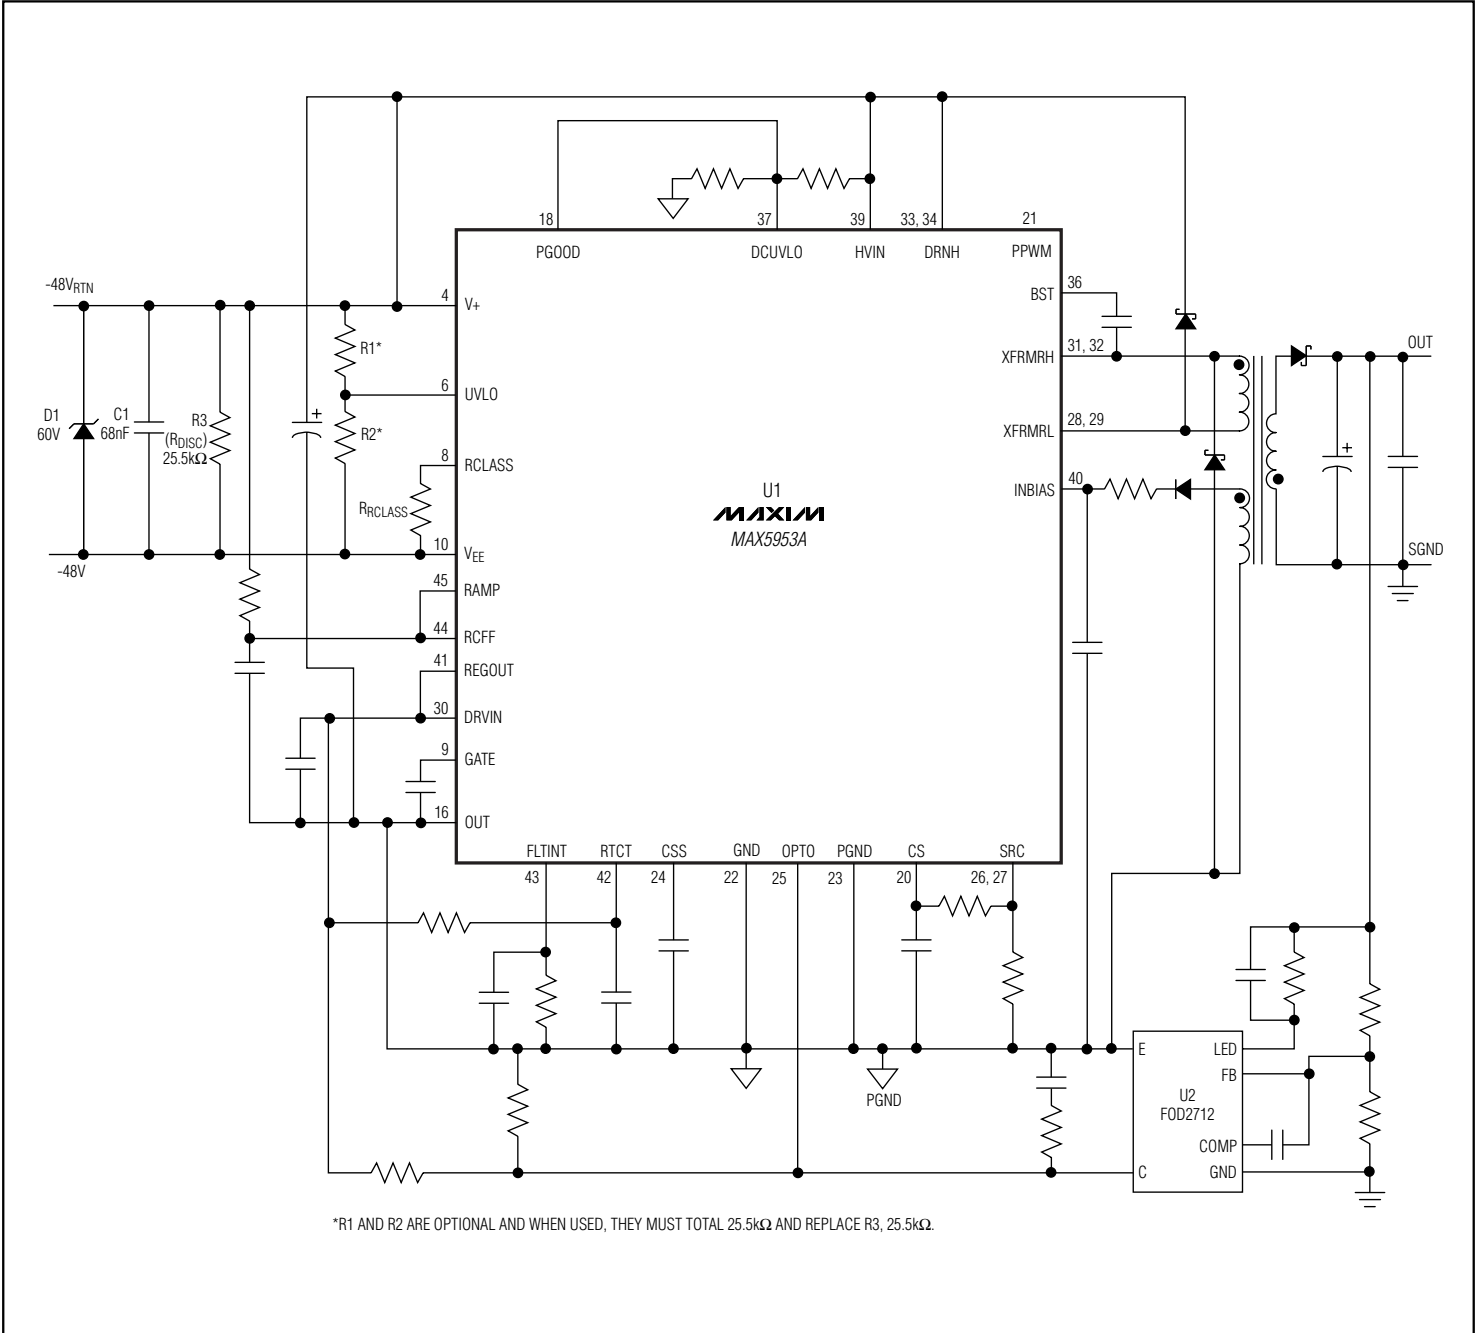 18
37
39
33, 34
21
PGOOD
DCUVLO
HVIN
DRNH
PPWM
-48VRTN
4
V+
36
BST
R1*
31, 32
XFRMRH
OUT
6
UVLO
D1
60V
C1
68nF
R3
(RDISC)
25.5kΩ
+
R2*
28, 29
XFRMRL
+
8
RCLASS
RRCLASS
40
INBIAS
U1
MAXIM
MAX5953A
10
VEE
-48V
SGND
45
RAMP
44
RCFF
41
REGOUT
30
DRVIN
9
GATE
16
OUT
FLTINT
RTCT
CSS
GND
OPTO
PGND
CS
SRC
43
42
24
22
25
23
20
26, 27
PGND
E
LED
FB
U2
FOD2712
COMP
C
GND
*R1 AND R2 ARE OPTIONAL AND WHEN USED, THEY MUST TOTAL 25.5kΩ AND REPLACE R3, 25.5kΩ.